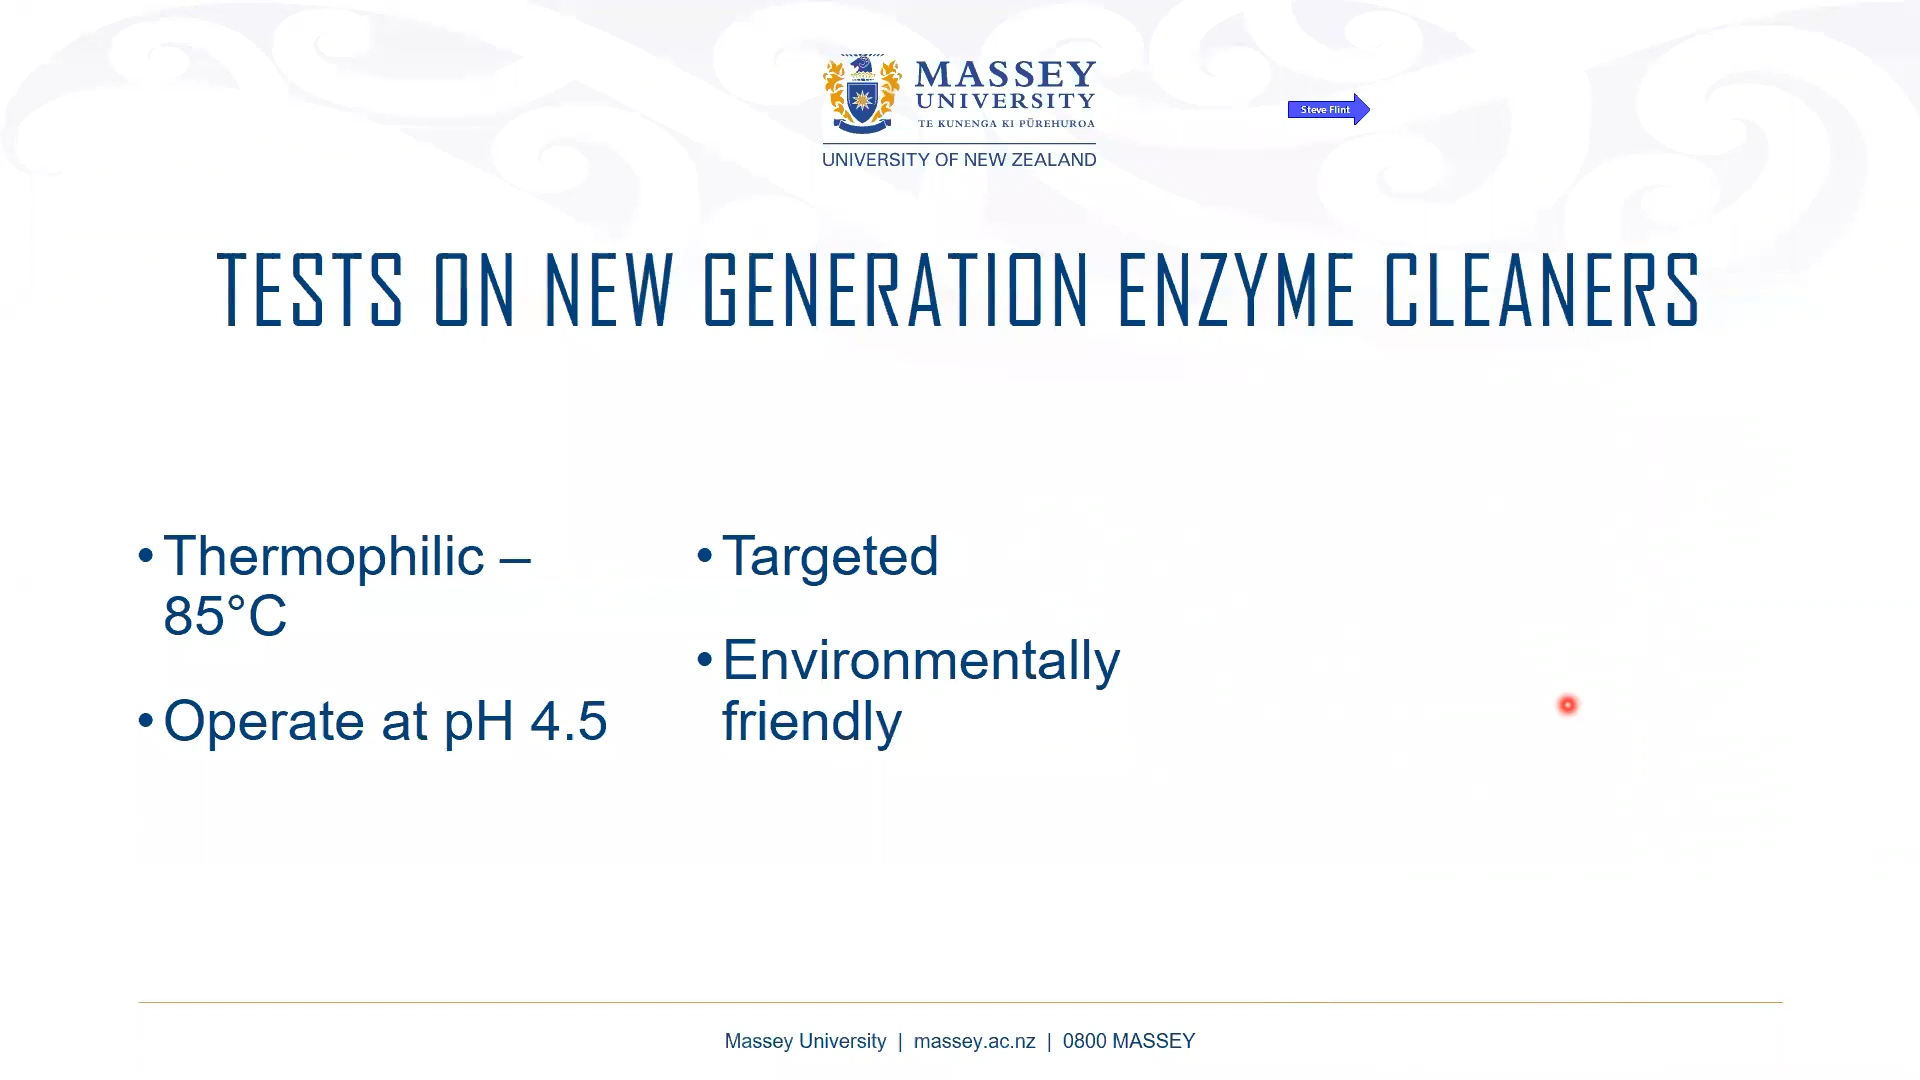 MASSEY
UNIVERSITY
TE KUNENGA KI PŪREHUROA
UNIVERSITY OF NEW ZEALAND
Steve Flint
TESTS ON NEW GENERATION ENZYME CLEANERS
• Thermophilic –
85°C
• Operate at pH 4.5
• Targeted
• Environmentally
friendly
Massey University | massey.ac.nz | 0800 MASSEY